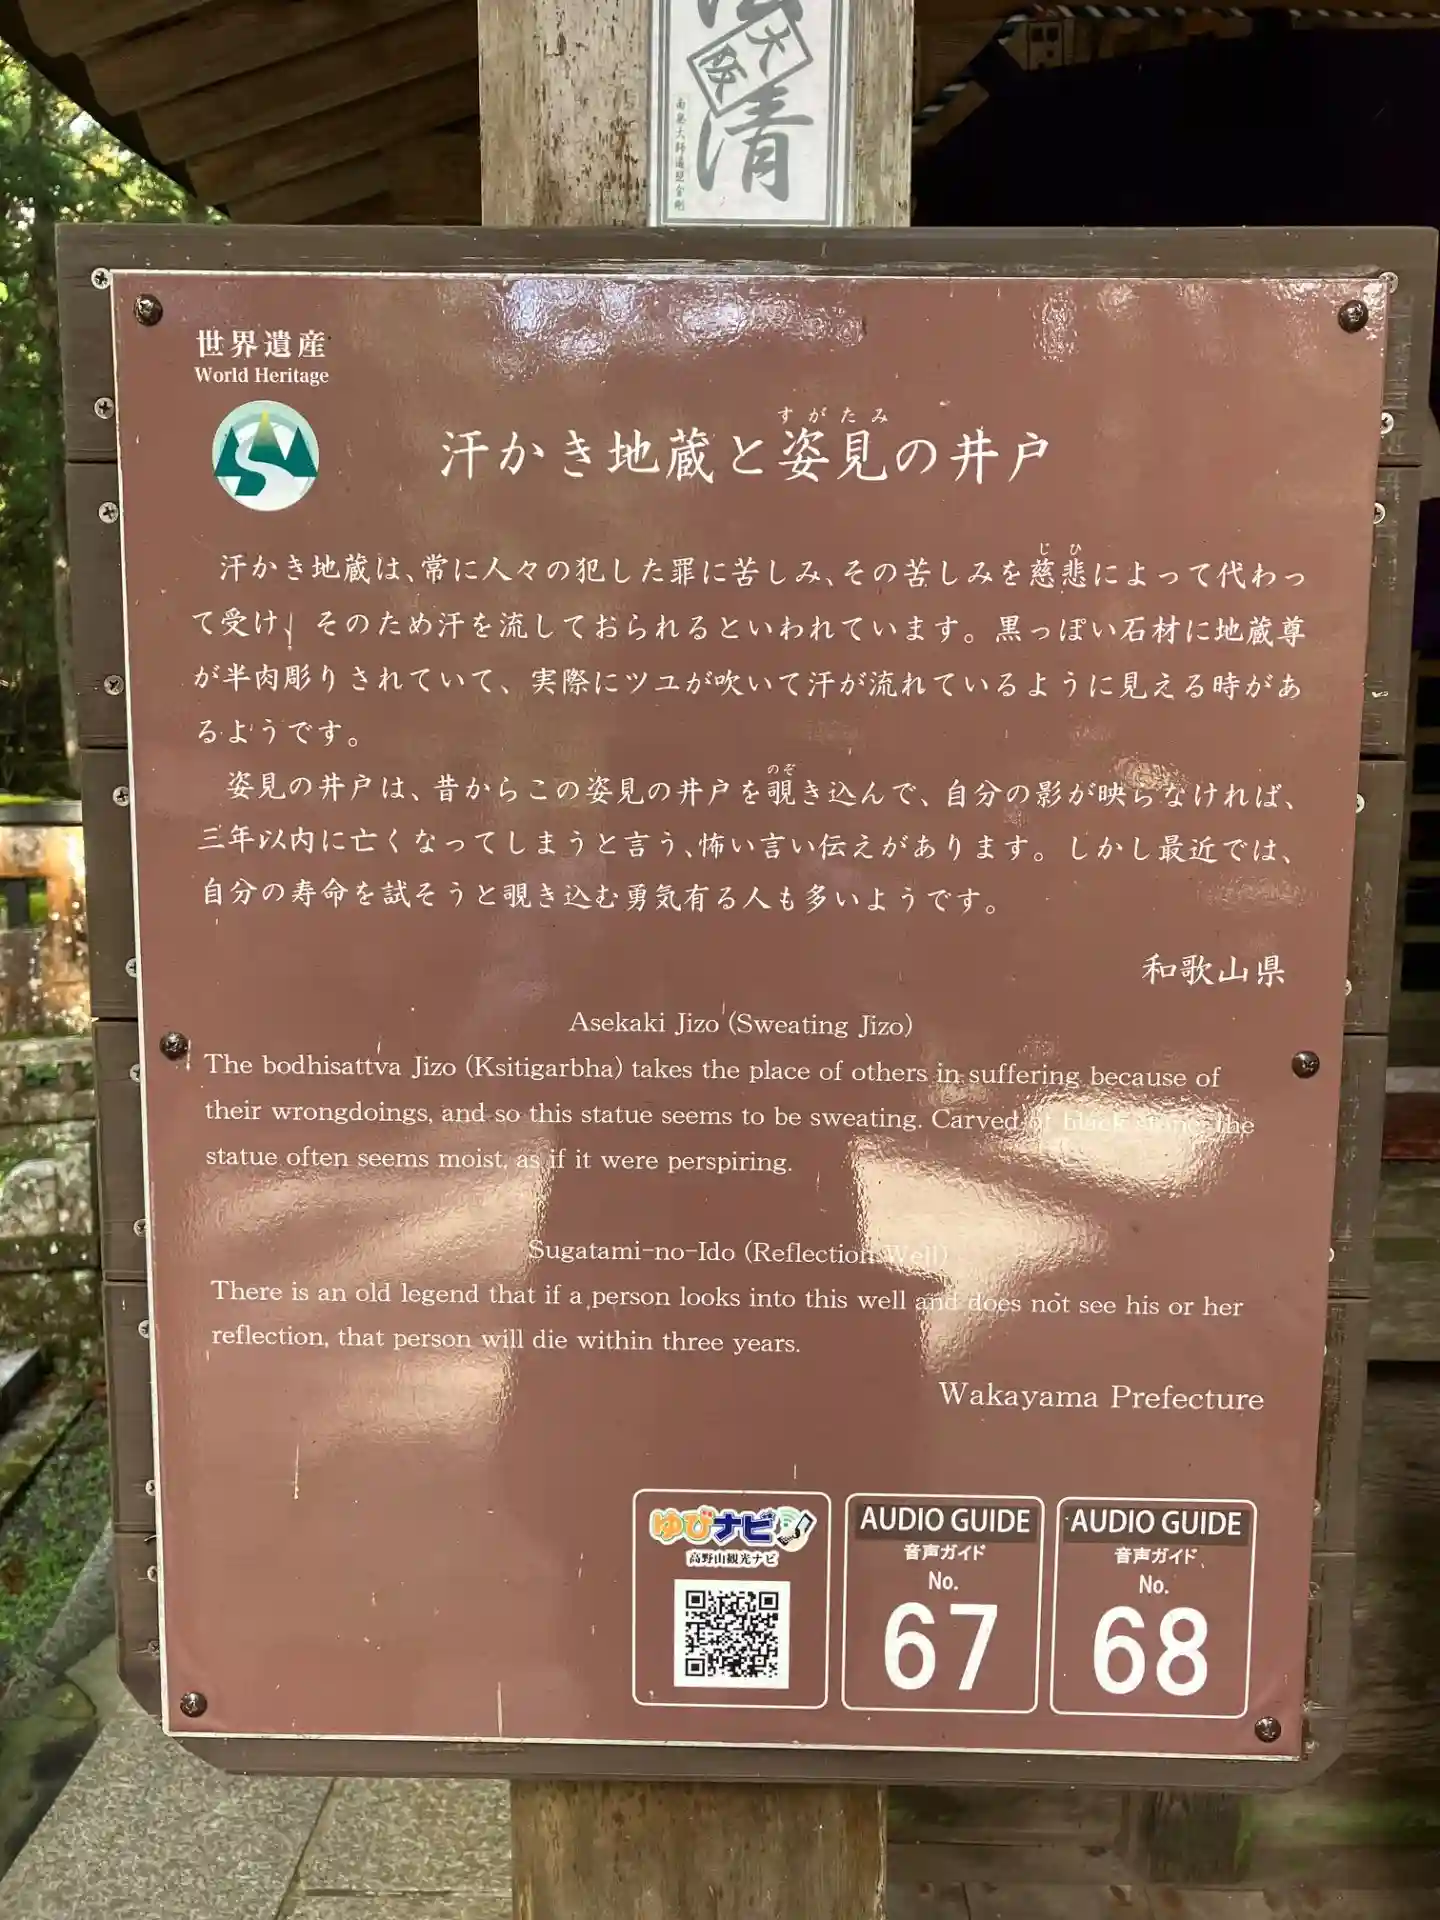 清
世界遺産
World Heritage
すがたみ
汗かき地蔵と姿見の井戸
じひ
汗かき地蔵は、常に人々の犯した罪に苦しみ、その苦しみを慈悲によって代わっ
て受け、そのため汗を流しておられるといわれています。黒っぽい石材に地蔵尊
が半肉彫りされていて、実際にツユが吹いて汗が流れているように見える時があ
るようです。
のぞ
姿見の井戸は、昔からこの姿見の井戸を覗き込んで、自分の影が映らなければ、
三年以内に亡くなってしまうと言う、怖い言い伝えがあります。しかし最近では、
自分の寿命を試そうと覗き込む勇気有る人も多いようです。
和歌山県
Asekaki Jizo (Sweating Jizo)
The bodhisattva Jizo (Ksitigarbha) takes the place of others in suffering because of
their wrongdoings, and so this statue seems to be sweating. Carved of black stone, the
statue often seems moist, as if it were perspiring.
Sugatami-no-Ido (Reflection Well)
There is an old legend that if a person looks into this well and does not see his or her
reflection, that person will die within three years.
Wakayama Prefecture
ゆびナビ
高野山観光ナビ
AUDIO GUIDE
音声ガイド
No.
67
AUDIO GUIDE
音声ガイド
No.
68